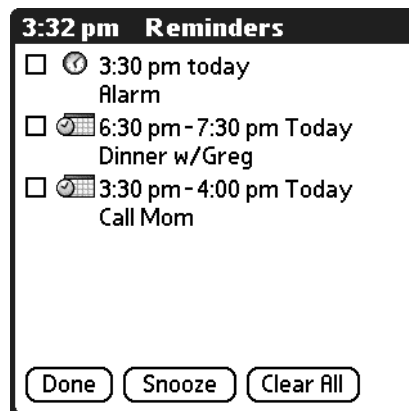 3:32 pm Reminders
3:30 pm today
Alarm
6:30 pm-7:30 pm Today
Dinner w/Greg
3:30 pm-4:00 pm Today
Call Mom
Done Snooze Clear All